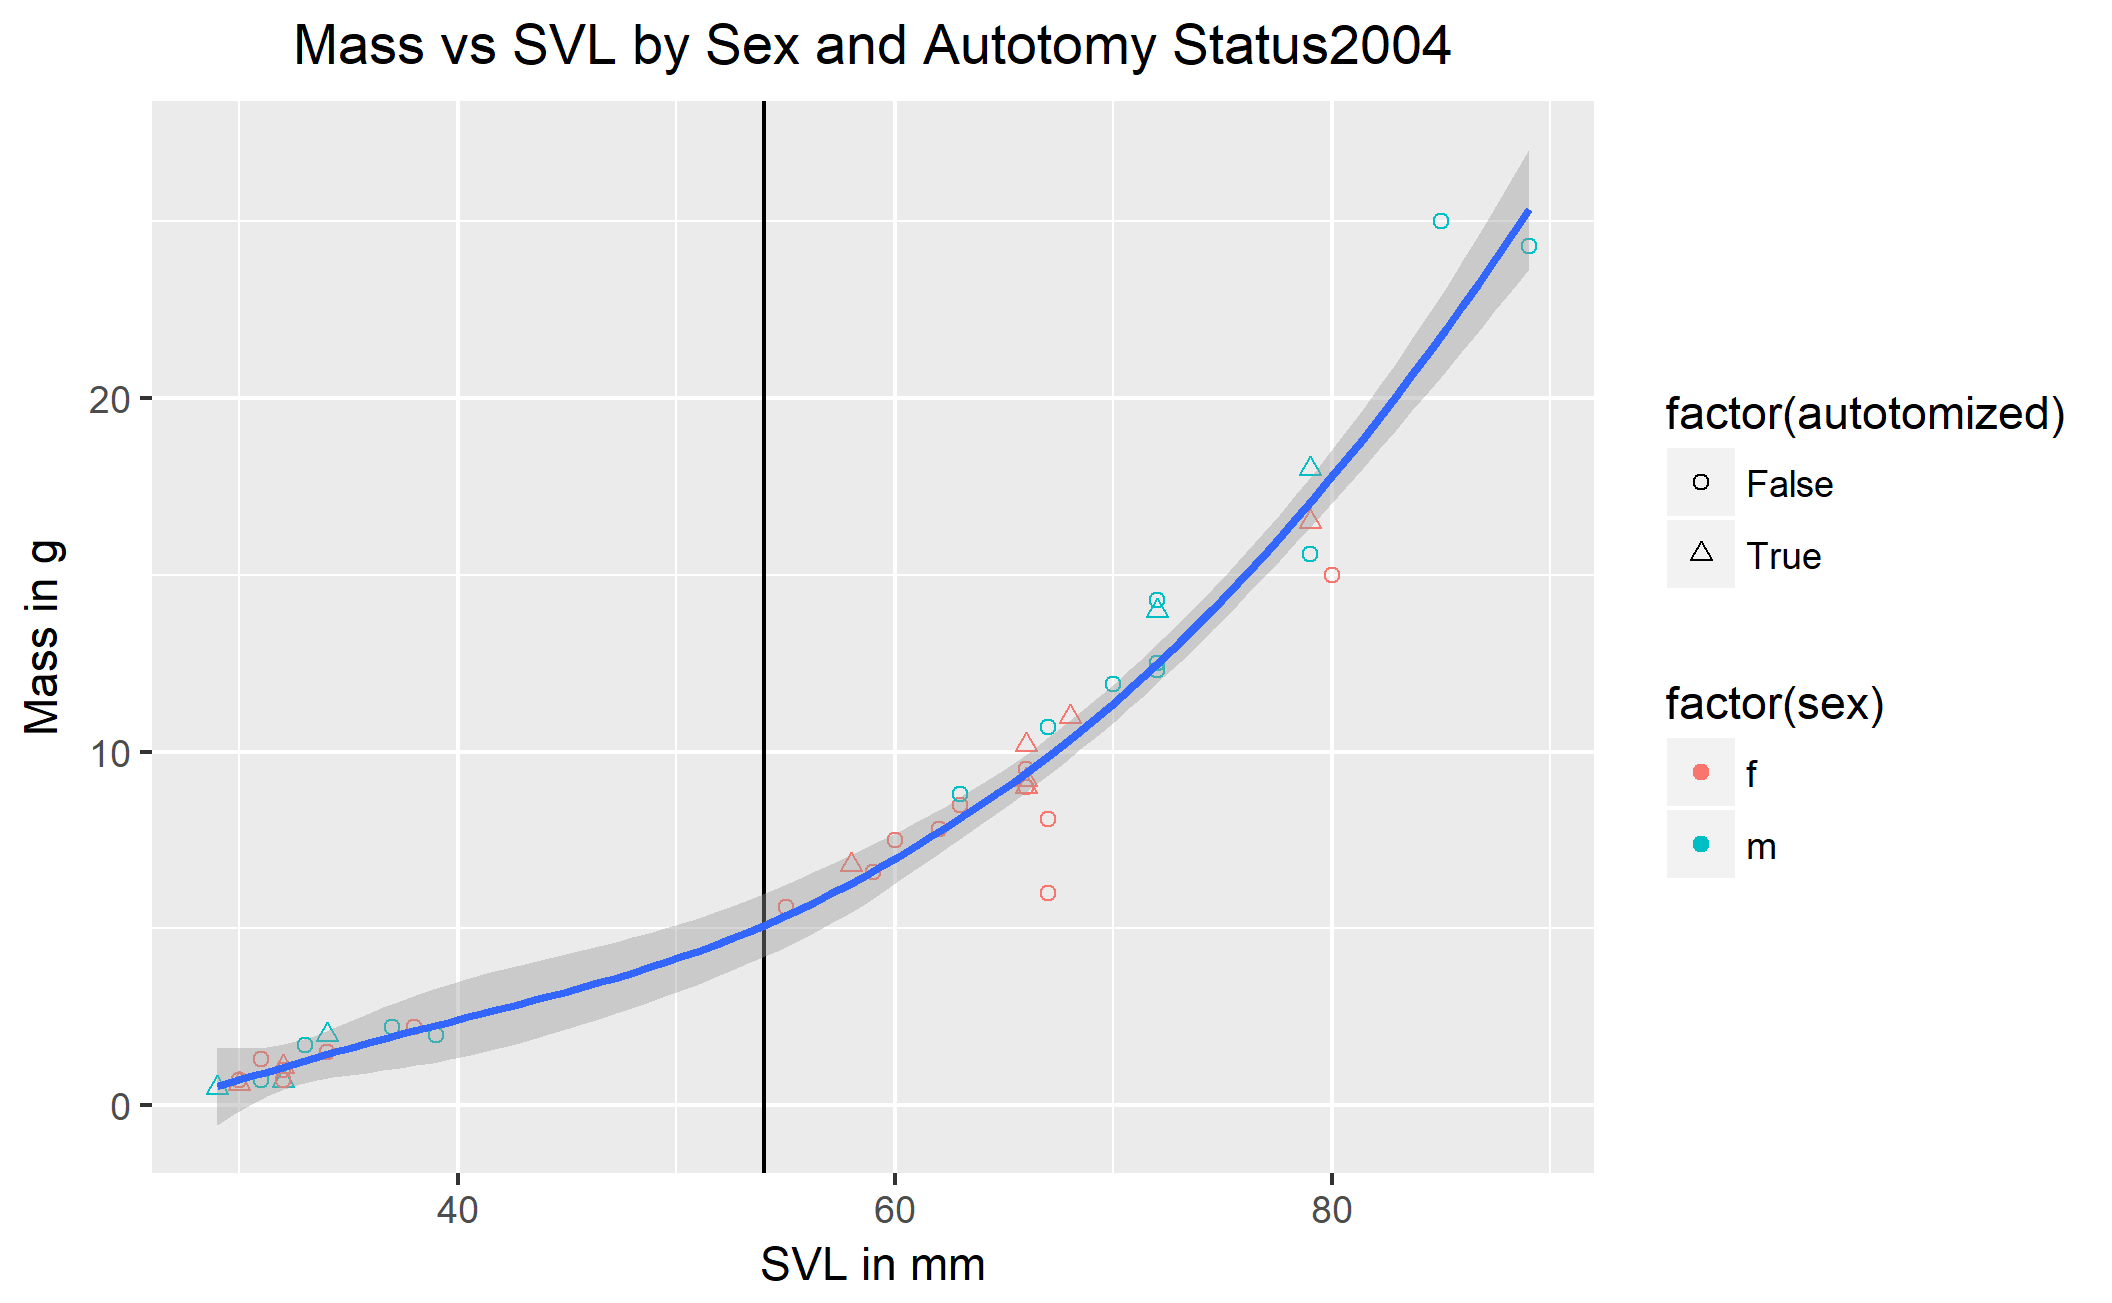 Mass vs SVL by Sex and Autotomy Status2004
Mass in g
20
10
0
40
60
80
SVL in mm
factor(autotomized)
False
True
factor(sex)
f
m